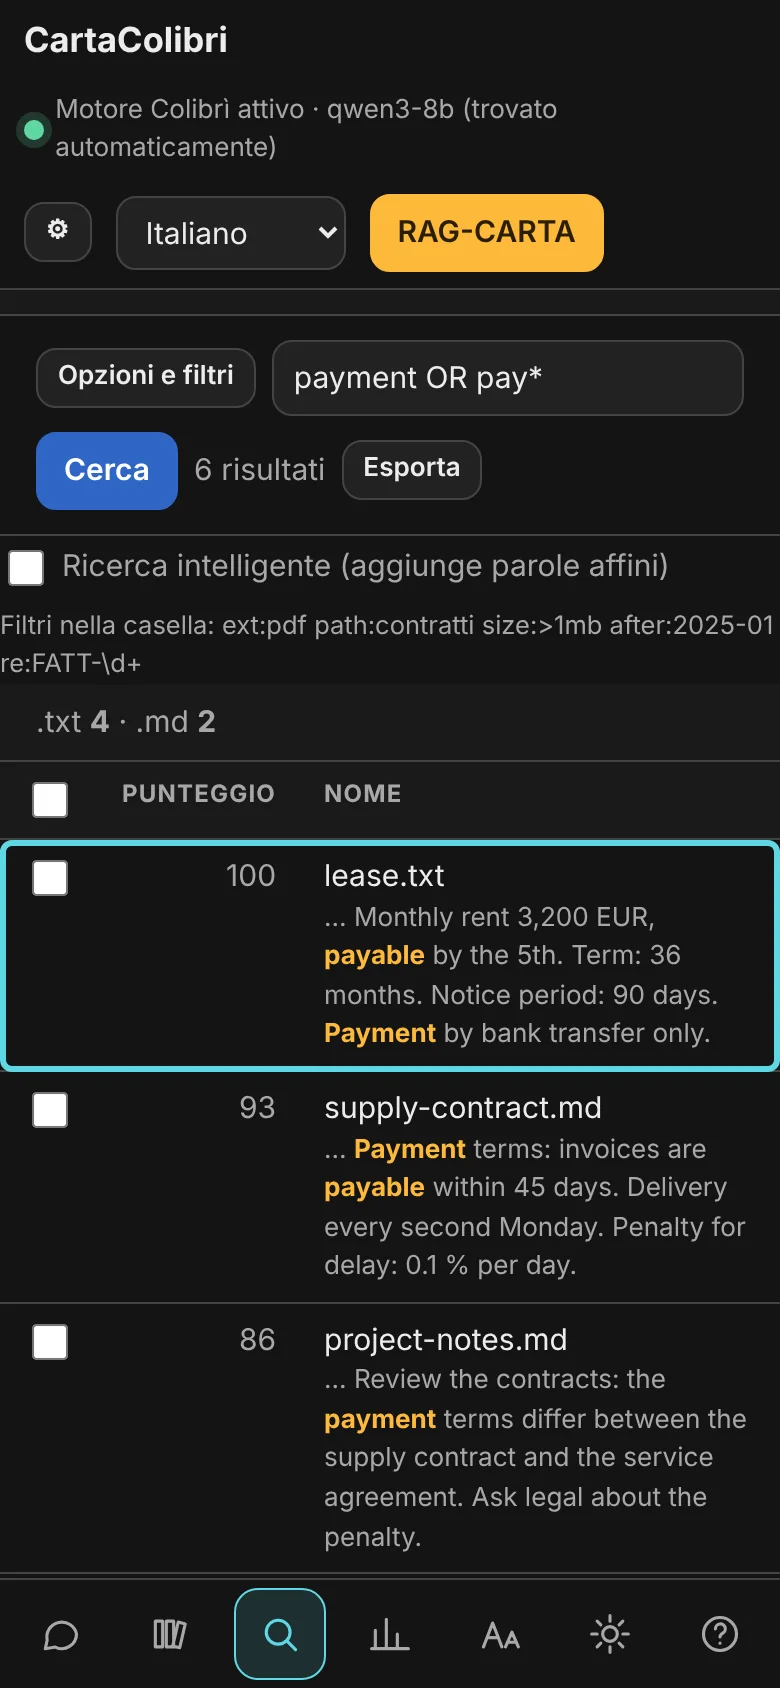 CartaColibri
Motore Colibrì attivo · qwen3-8b (trovato
automaticamente)
Italiano
RAG-CARTA
Opzioni e filtri
payment OR pay*
Cerca
6 risultati
Esporta
Ricerca intelligente (aggiunge parole affini)
Filtri nella casella: ext:pdf path:contratti size:>1mb after:2025-01
re:FATT-\d+
.txt 4 · .md 2
PUNTEGGIO NOME
100 lease.txt
... Monthly rent 3,200 EUR,
payable by the 5th. Term: 36
months. Notice period: 90 days.
Payment by bank transfer only.
93 supply-contract.md
... Payment terms: invoices are
payable within 45 days. Delivery
every second Monday. Penalty for
delay: 0.1 % per day.
86 project-notes.md
... Review the contracts: the
payment terms differ between the
supply contract and the service
agreement. Ask legal about the
penalty.